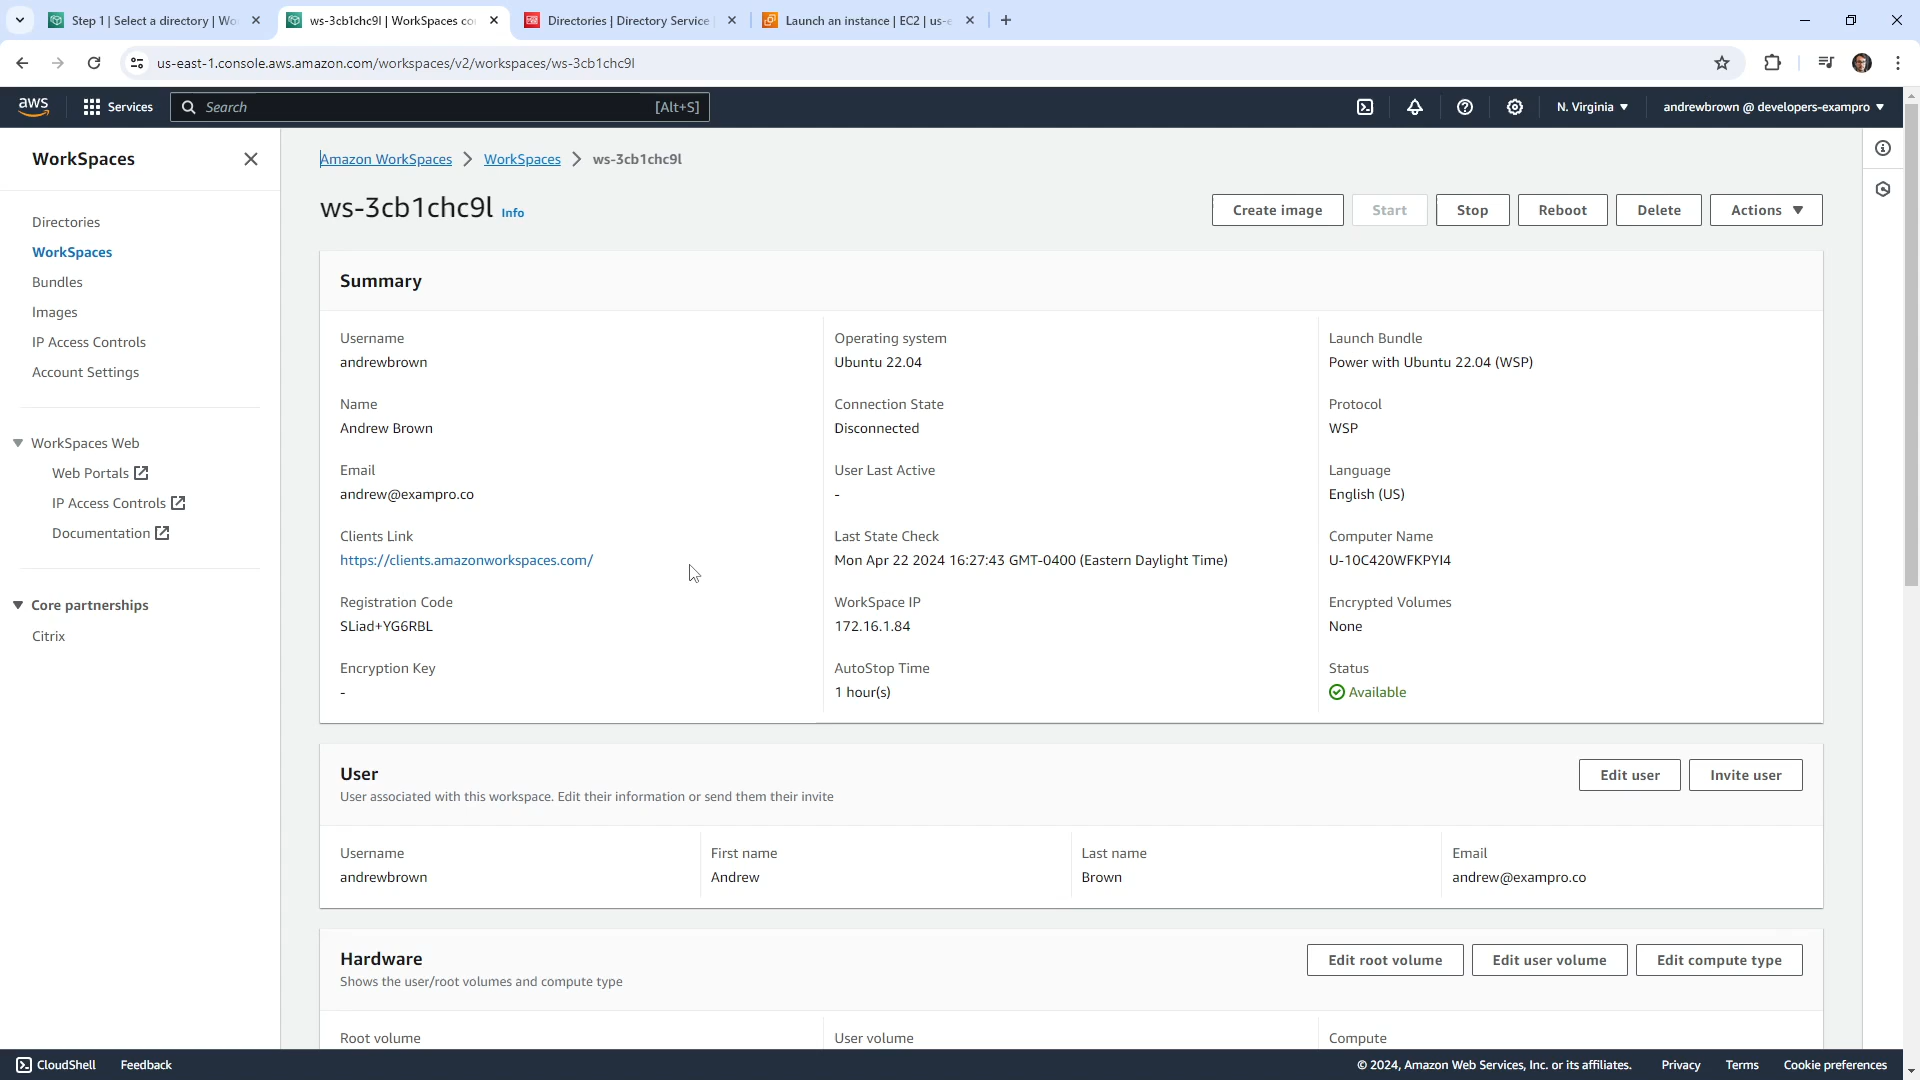 Step 1 | Select a directory | Wo
ws-3cb1chc9l | WorkSpaces co
Directories | Directory Service
Launch an instance | EC2 | us-e
us-east-1.console.aws.amazon.com/workspaces/v2/workspaces/ws-3cb1chc9l
aws
Services
Search
[Alt+S]
N. Virginia
andrewbrown @ developers-exampro
WorkSpaces
Directories
WorkSpaces
Bundles
Images
IP Access Controls
Account Settings
WorkSpaces Web
Web Portals
IP Access Controls
Documentation
Core partnerships
Citrix
Amazon WorkSpaces
WorkSpaces
ws-3cb1chc9l
ws-3cb1chc9l Info
Create image
Start
Stop
Reboot
Delete
Actions
Summary
Username
andrewbrown
Name
Andrew Brown
Email
andrew@exampro.co
Clients Link
https://clients.amazonworkspaces.com/
Registration Code
SLiad+YG6RBL
Encryption Key
-
Operating system
Ubuntu 22.04
Connection State
Disconnected
User Last Active
-
Last State Check
Mon Apr 22 2024 16:27:43 GMT-0400 (Eastern Daylight Time)
WorkSpace IP
172.16.1.84
AutoStop Time
1 hour(s)
Launch Bundle
Power with Ubuntu 22.04 (WSP)
Protocol
WSP
Language
English (US)
Computer Name
U-10C420WFKPYI4
Encrypted Volumes
None
Status
Available
User
User associated with this workspace. Edit their information or send them their invite
Edit user
Invite user
Username
andrewbrown
First name
Andrew
Last name
Brown
Email
andrew@exampro.co
Hardware
Shows the user/root volumes and compute type
Edit root volume
Edit user volume
Edit compute type
Root volume
User volume
Compute
CloudShell
Feedback
© 2024, Amazon Web Services, Inc. or its affiliates.
Privacy
Terms
Cookie preferences